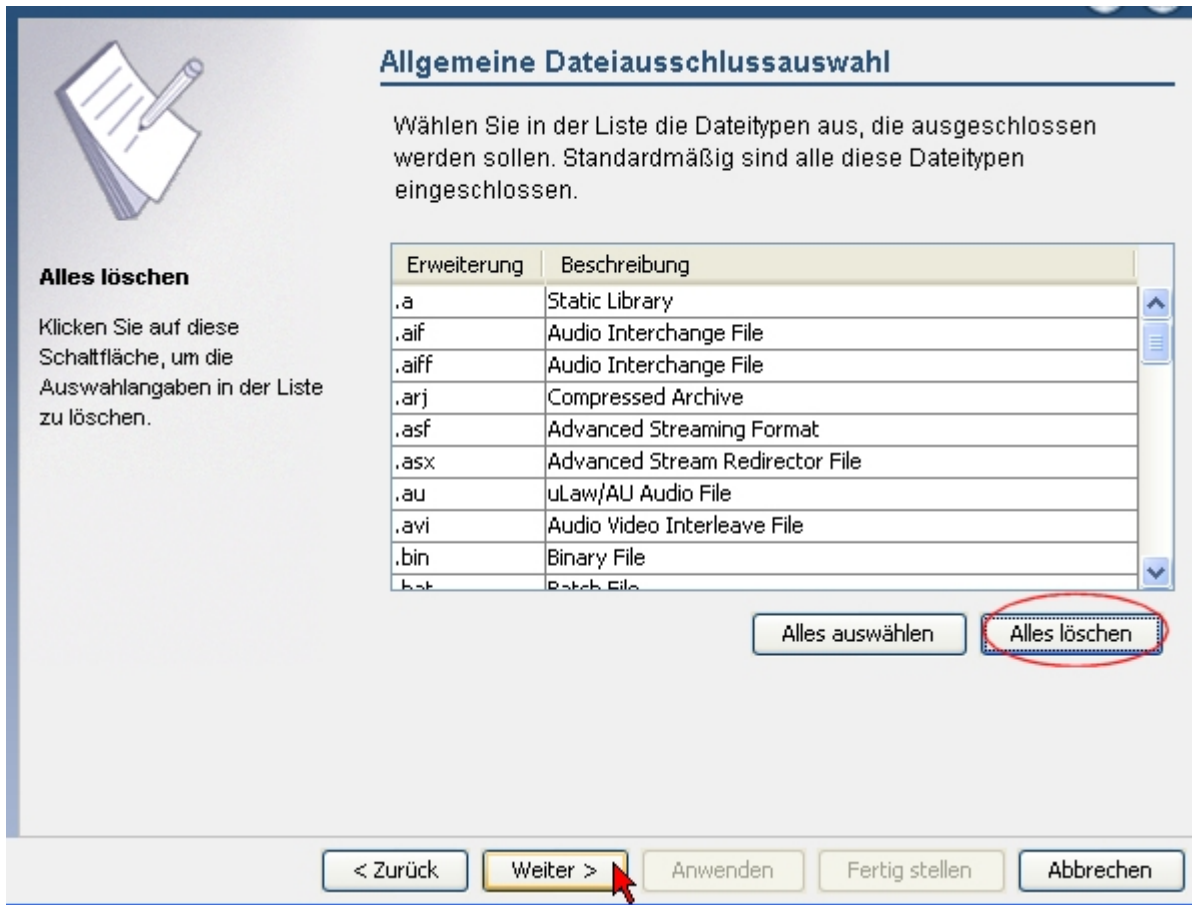 Allgemeine Dateiausschlussauswahl
Wählen Sie in der Liste die Dateitypen aus, die ausgeschlossen
werden sollen. Standardmäßig sind alle diese Dateitypen
eingeschlossen.
Alles löschen
Klicken Sie auf diese
Schaltfläche, um die
Auswahlangaben in der Liste
zu löschen.
Erweiterung Beschreibung
.a Static Library
.aif Audio Interchange File
.aiff Audio Interchange File
.arj Compressed Archive
.asf Advanced Streaming Format
.asx Advanced Stream Redirector File
.au uLaw/AU Audio File
.avi Audio Video Interleave File
.bin Binary File
.bat Batch File
Alles auswählen Alles löschen
< Zurück Weiter > Anwenden Fertig stellen Abbrechen